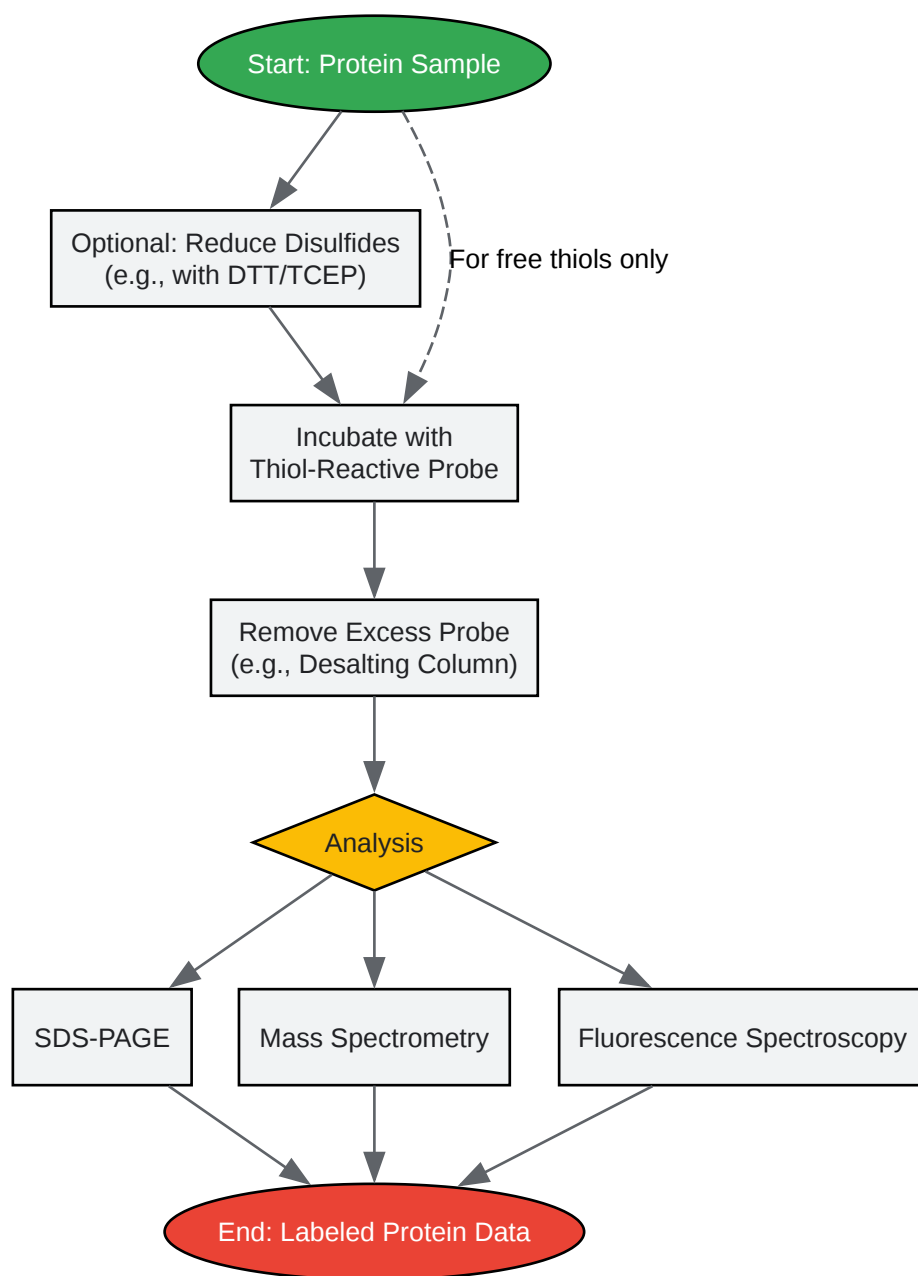 Start: Protein Sample
Optional: Reduce Disulfides
(e.g., with DTT/TCEP)
For free thiols only
Incubate with
Thiol-Reactive Probe
Remove Excess Probe
(e.g., Desalting Column)
Analysis
SDS-PAGE
Mass Spectrometry
Fluorescence Spectroscopy
End: Labeled Protein Data